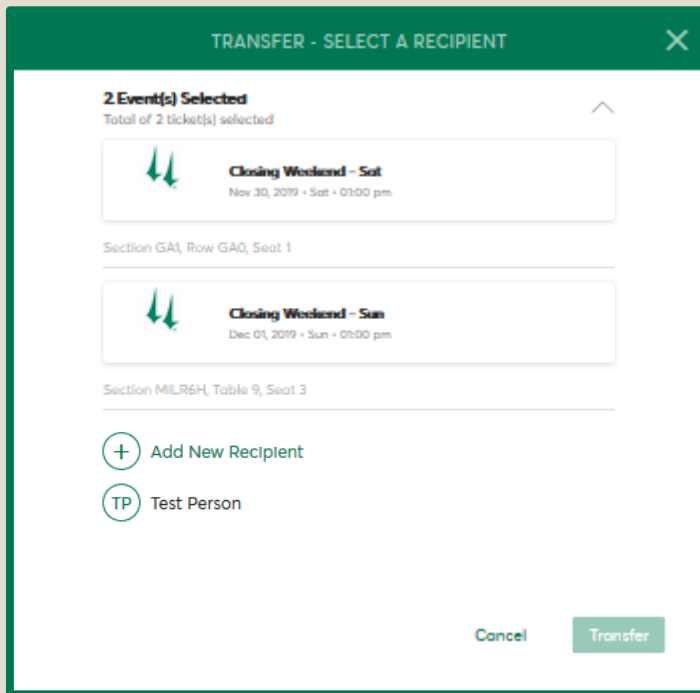 TRANSFER - SELECT A RECIPIENT
2 Event(s) Selected
Total of 2 ticket(s) selected
Closing Weekend - Sat
Nov 30, 2019 • Sat • 01:00 pm
Section GA1, Row GA0, Seat 1
Closing Weekend - Sun
Dec 01, 2019 • Sun • 01:00 pm
Section MILR6H, Table 9, Seat 3
+ Add New Recipient
TP Test Person
Cancel Transfer